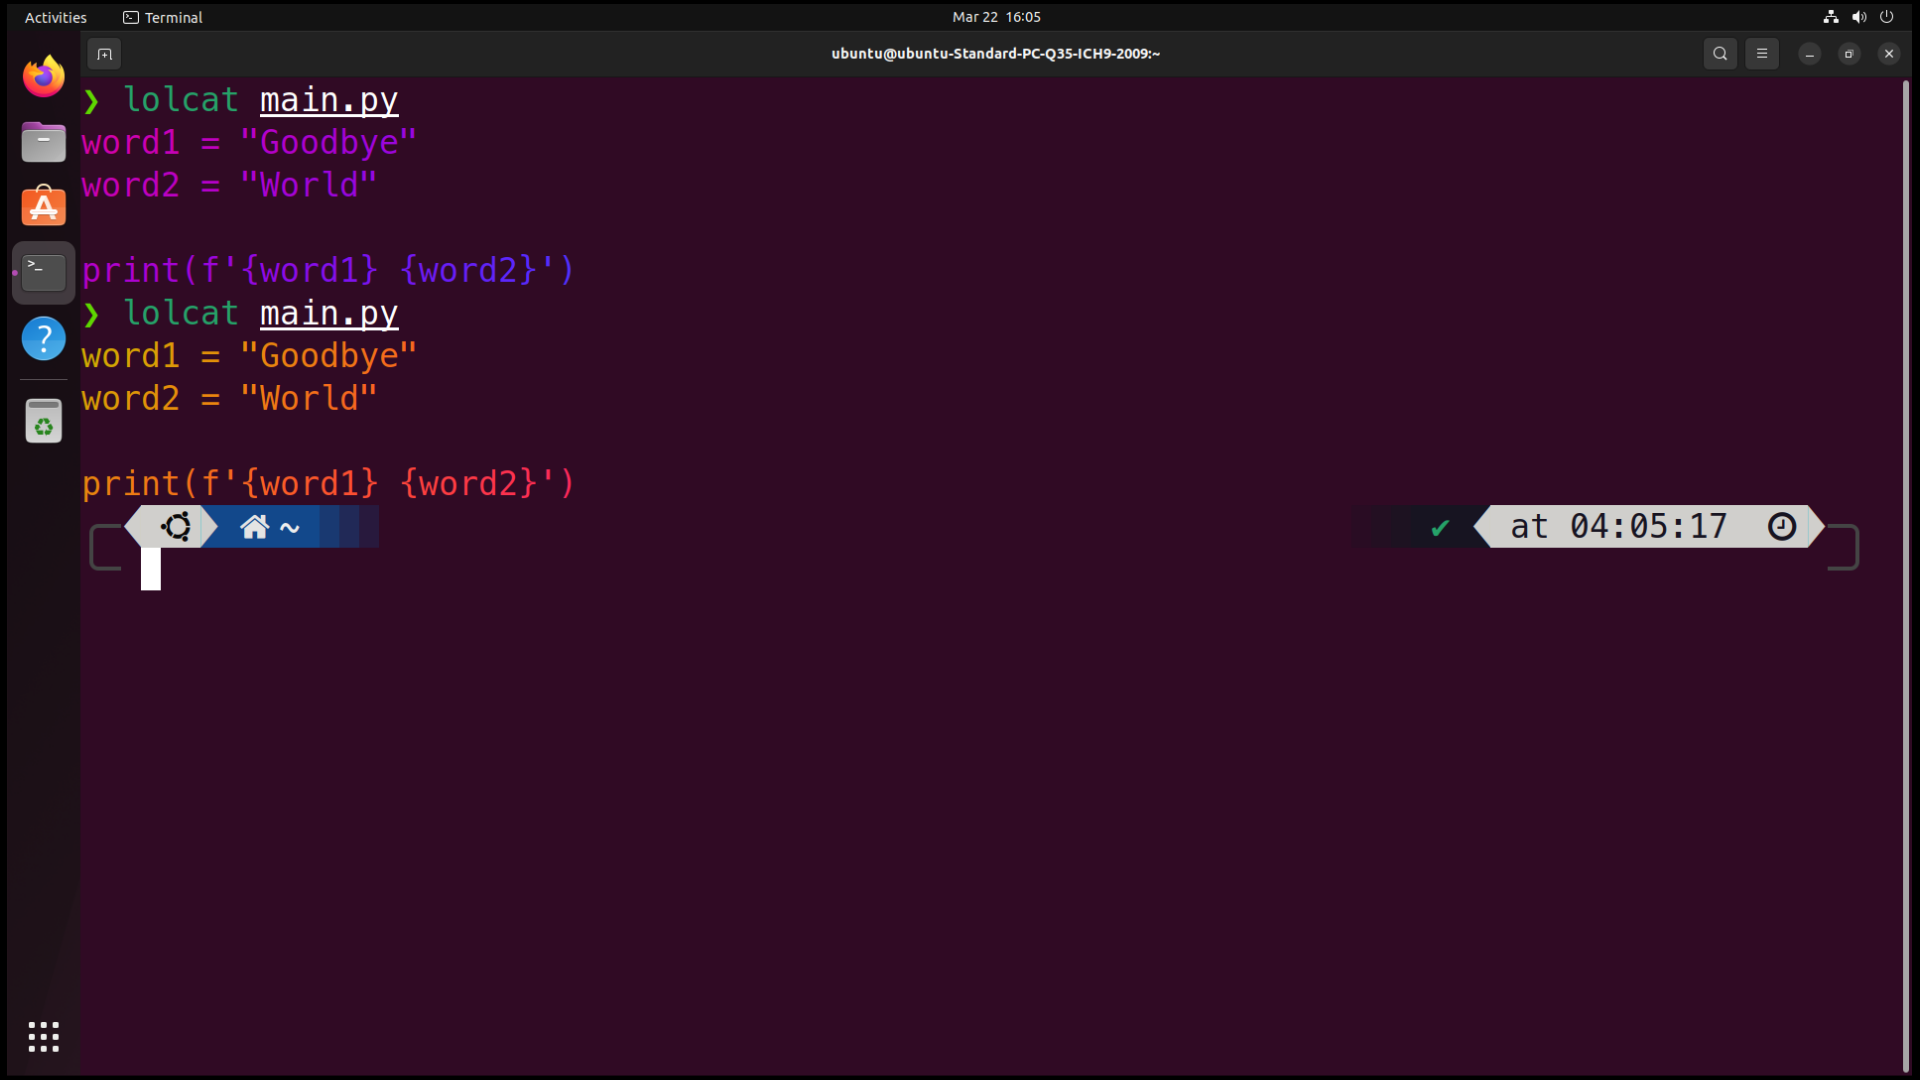 Activities Terminal Mar 22 16:05
ubuntu@ubuntu-Standard-PC-Q35-ICH9-2009:~
❯ lolcat main.py
word1 = "Goodbye"
word2 = "World"
print(f'{word1} {word2}')
❯ lolcat main.py
word1 = "Goodbye"
word2 = "World"
print(f'{word1} {word2}')
~ ✔ at 04:05:17